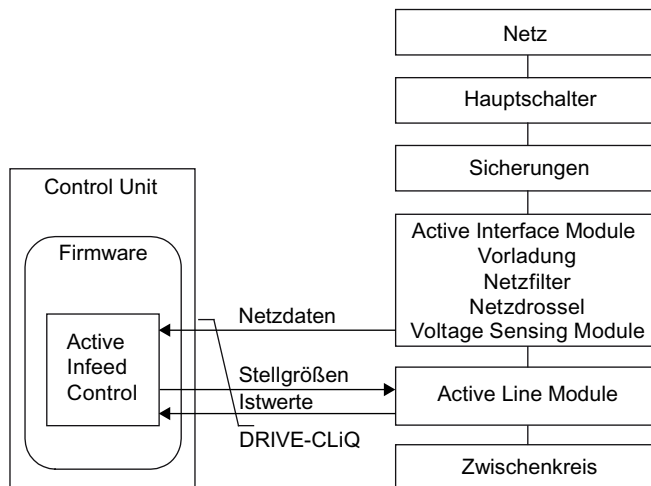 Netz
Hauptschalter
Sicherungen
Control Unit
Firmware
Active
Infeed
Control
Active Interface Module
Vorladung
Netzfilter
Netzdrossel
Voltage Sensing Module
Netzdaten
Stellgrößen
Istwerte
DRIVE-CLiQ
Active Line Module
Zwischenkreis